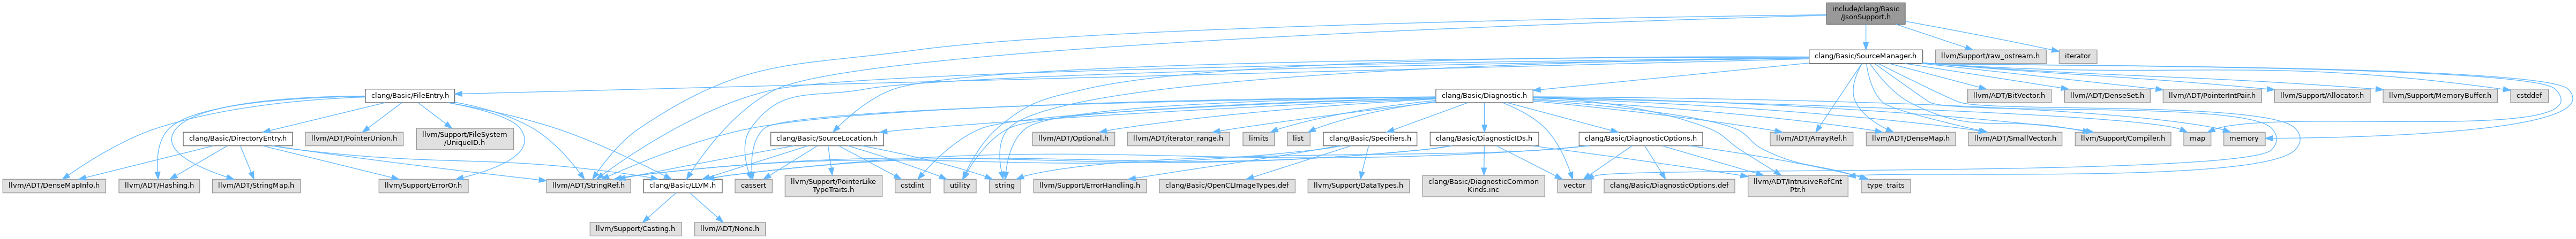 include/clang/Basic
/JsonSupport.h
clang/Basic/SourceManager.h
llvm/Support/raw_ostream.h
iterator
clang/Basic/FileEntry.h
clang/Basic/Diagnostic.h
llvm/ADT/BitVector.h
llvm/ADT/DenseSet.h
llvm/ADT/PointerIntPair.h
llvm/Support/Allocator.h
llvm/Support/MemoryBuffer.h
cstddef
clang/Basic/DirectoryEntry.h
llvm/ADT/PointerUnion.h
llvm/Support/FileSystem
/UniqueID.h
clang/Basic/SourceLocation.h
llvm/ADT/Optional.h
llvm/ADT/iterator_range.h
limits
list
clang/Basic/Specifiers.h
clang/Basic/DiagnosticIDs.h
clang/Basic/DiagnosticOptions.h
llvm/ADT/ArrayRef.h
llvm/ADT/DenseMap.h
llvm/ADT/SmallVector.h
llvm/Support/Compiler.h
map
memory
llvm/ADT/DenseMapInfo.h
llvm/ADT/Hashing.h
llvm/ADT/StringMap.h
llvm/Support/ErrorOr.h
llvm/ADT/StringRef.h
clang/Basic/LLVM.h
cassert
llvm/Support/PointerLike
TypeTraits.h
cstdint
utility
string
llvm/Support/ErrorHandling.h
clang/Basic/OpenCLImageTypes.def
llvm/Support/DataTypes.h
clang/Basic/DiagnosticCommon
Kinds.inc
vector
clang/Basic/DiagnosticOptions.def
llvm/ADT/IntrusiveRefCnt
Ptr.h
type_traits
llvm/Support/Casting.h
llvm/ADT/None.h